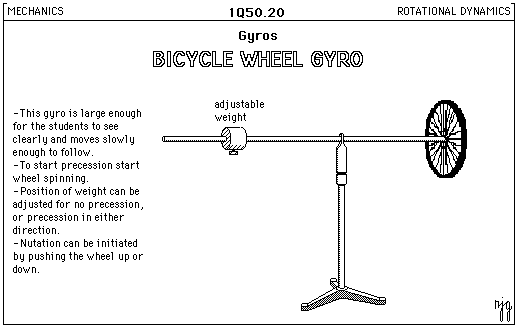 MECHANICS
1Q50.20
ROTATIONAL DYNAMICS
Gyros
BICYCLE WHEEL GYRO
adjustable
weight
-This gyro is large enough
for the students to see
clearly and moves slowly
enough to follow.
-To start precession start
wheel spinning.
-Position of weight can be
adjusted for no precession,
or precession in either
direction.
-Nutation can be initiated
by pushing the wheel up or
down.
njg